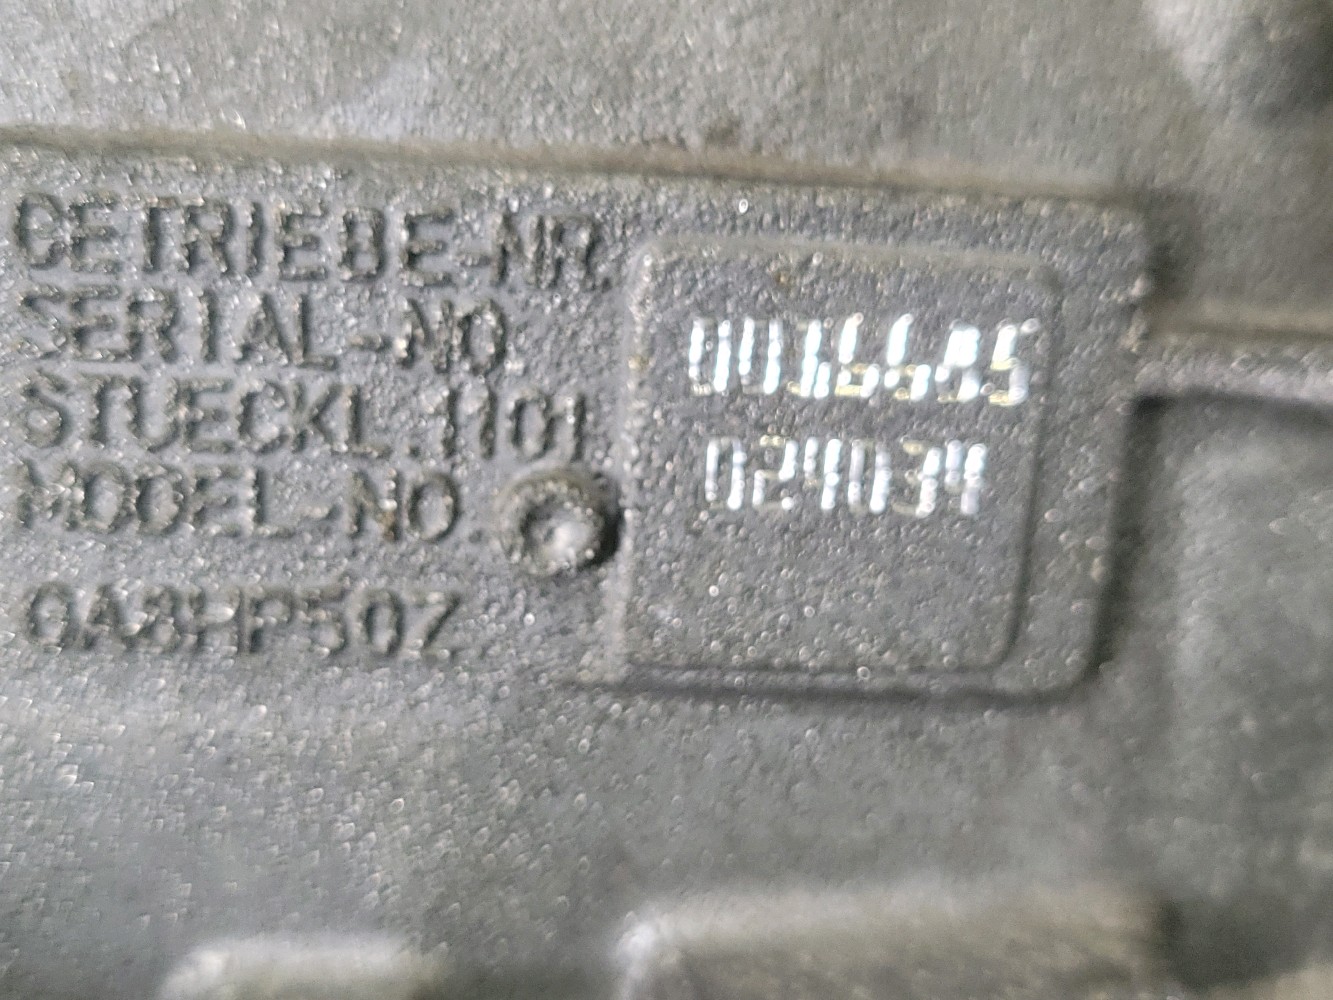 GETRIEBE-NR.
SERIAL-NO.
STUECKL.1101
MODEL-NO.
GA8HP50Z
024034